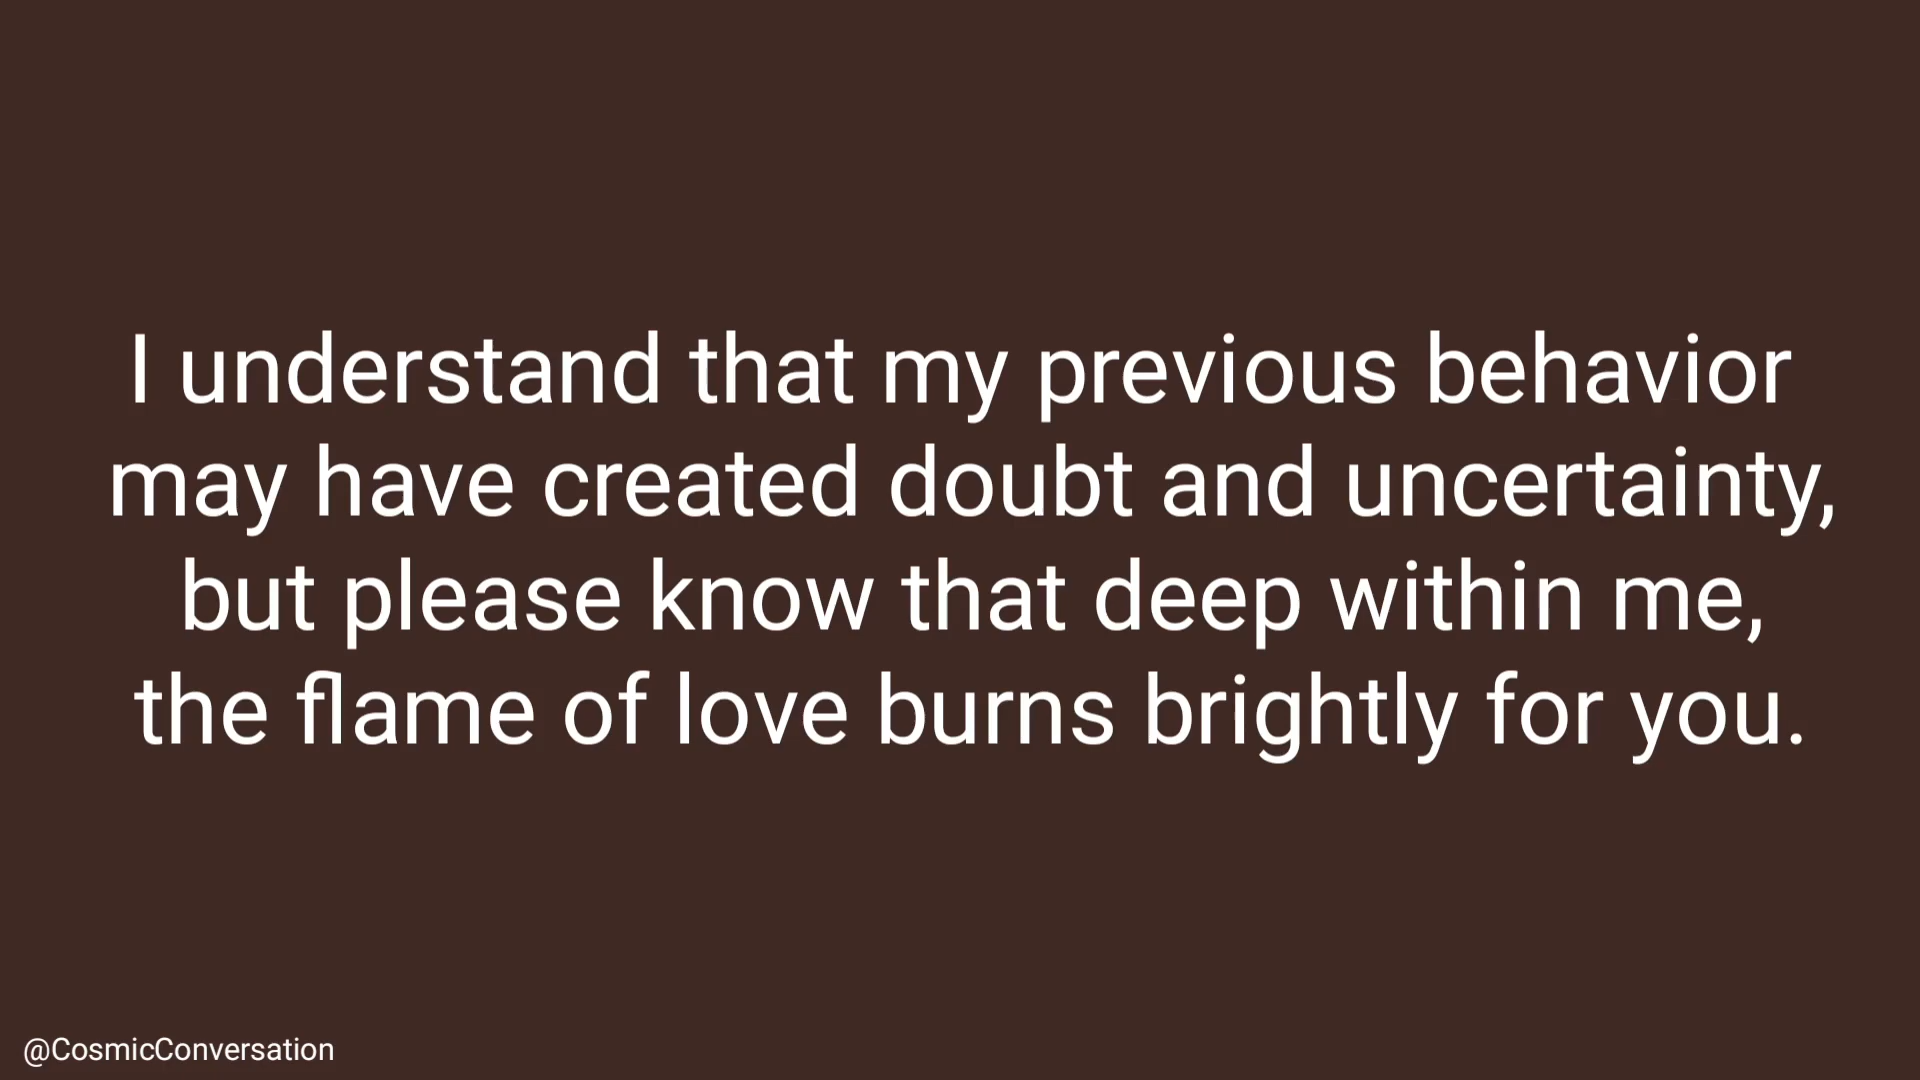 I understand that my previous behavior
may have created doubt and uncertainty,
but please know that deep within me,
the flame of love burns brightly for you.
@CosmicConversation